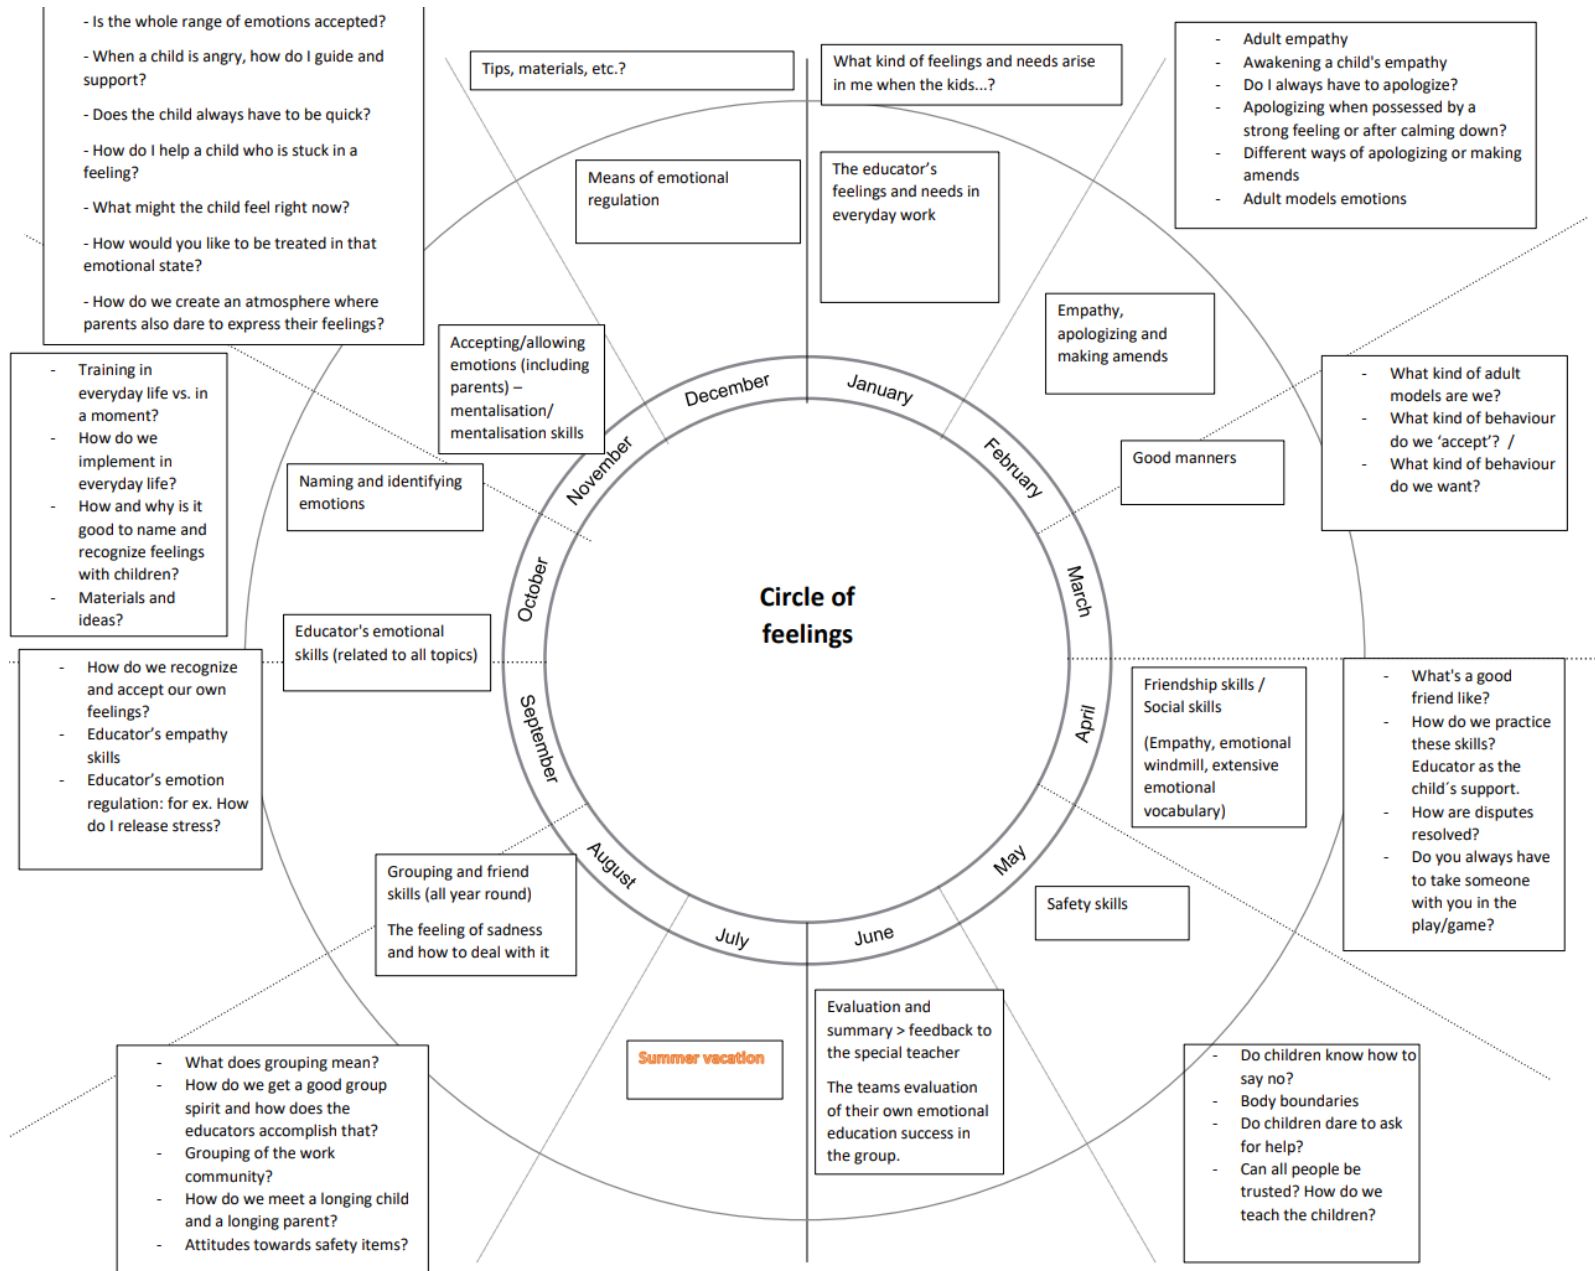 - Is the whole range of emotions accepted?
- When a child is angry, how do I guide and
support?
- Does the child always have to be quick?
- How do I help a child who is stuck in a
feeling?
- What might the child feel right now?
- How would you like to be treated in that
emotional state?
- How do we create an atmosphere where
parents also dare to express their feelings?
Tips, materials, etc.?
What kind of feelings and needs arise
in me when the kids...?
- Adult empathy
- Awakening a child's empathy
- Do I always have to apologize?
- Apologizing when possessed by a
strong feeling or after calming down?
- Different ways of apologizing or making
amends
- Adult models emotions
Means of emotional
regulation
The educator's
feelings and needs in
everyday work
Empathy,
apologizing and
making amends
Accepting/allowing
emotions (including
parents) –
mentalisation/
mentalisation skills
- Training in
everyday life vs. in
a moment?
- How do we
implement in
everyday life?
- How and why is it
good to name and
recognize feelings
with children?
- Materials and
ideas?
Naming and identifying
emotions
Good manners
- What kind of adult
models are we?
- What kind of behaviour
do we ‘accept’? /
- What kind of behaviour
do we want?
December
January
February
March
April
May
June
July
August
September
October
November
Circle of
feelings
Educator's emotional
skills (related to all topics)
- How do we recognize
and accept our own
feelings?
- Educator’s empathy
skills
- Educator’s emotion
regulation: for ex. How
do I release stress?
Friendship skills /
Social skills
(Empathy, emotional
windmill, extensive
emotional
vocabulary)
- What's a good
friend like?
- How do we practice
these skills?
Educator as the
child´s support.
- How are disputes
resolved?
- Do you always have
to take someone
with you in the
play/game?
Grouping and friend
skills (all year round)
The feeling of sadness
and how to deal with it
Safety skills
Summer vacation
Evaluation and
summary > feedback to
the special teacher
The teams evaluation
of their own emotional
education success in
the group.
- What does grouping mean?
- How do we get a good group
spirit and how does the
educators accomplish that?
- Grouping of the work
community?
- How do we meet a longing child
and a longing parent?
- Attitudes towards safety items?
- Do children know how to
say no?
- Body boundaries
- Do children dare to ask
for help?
- Can all people be
trusted? How do we
teach the children?